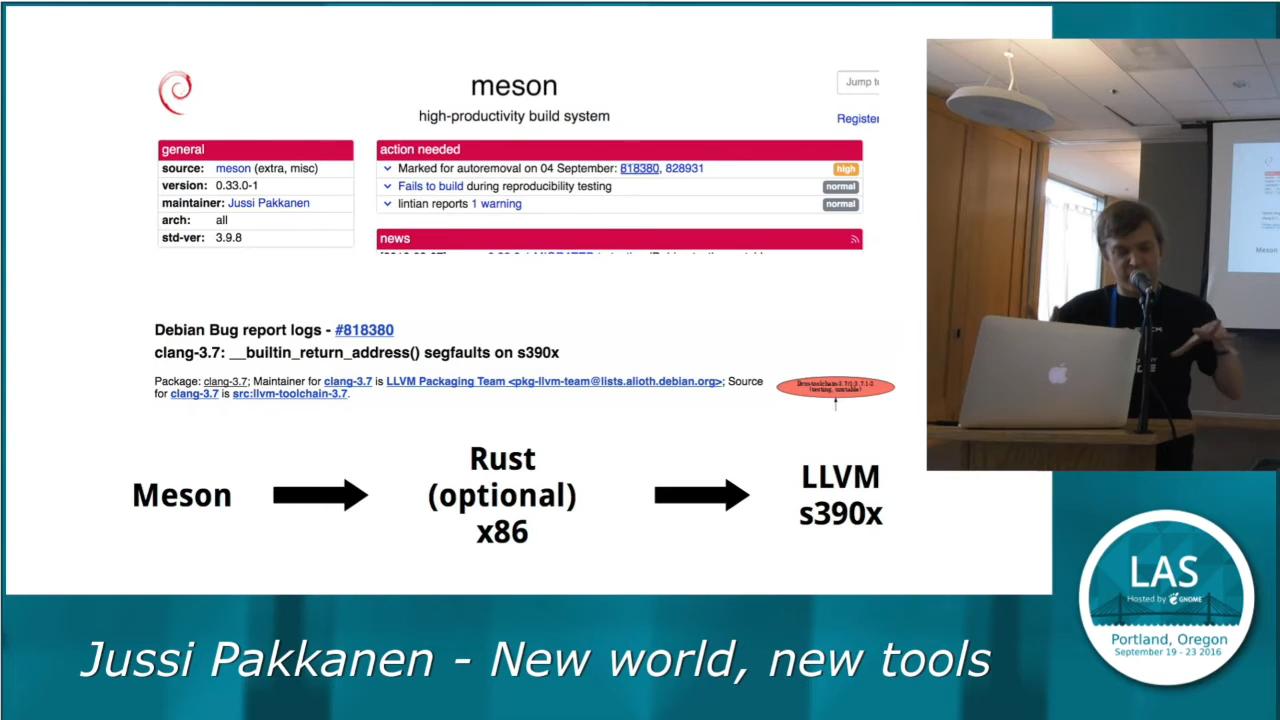 meson
high-productivity build system
Jump to
Register
general
source: meson (extra, misc)
version: 0.33.0-1
maintainer: Jussi Pakkanen
arch: all
std-ver: 3.9.8
action needed
Marked for autoremoval on 04 September: 818380, 828931 high
Fails to build during reproducibility testing normal
lintian reports 1 warning normal
news
Debian Bug report logs - #818380
clang-3.7: __builtin_return_address() segfaults on s390x
Package: clang-3.7; Maintainer for clang-3.7 is LLVM Packaging Team <pkg-llvm-team@lists.alioth.debian.org>; Source
for clang-3.7 is src:llvm-toolchain-3.7.
Meson
Rust
(optional)
x86
LLVM
s390x
Meson
LAS
Hosted by GNOME
Portland, Oregon
September 19 - 23 2016
Jussi Pakkanen - New world, new tools